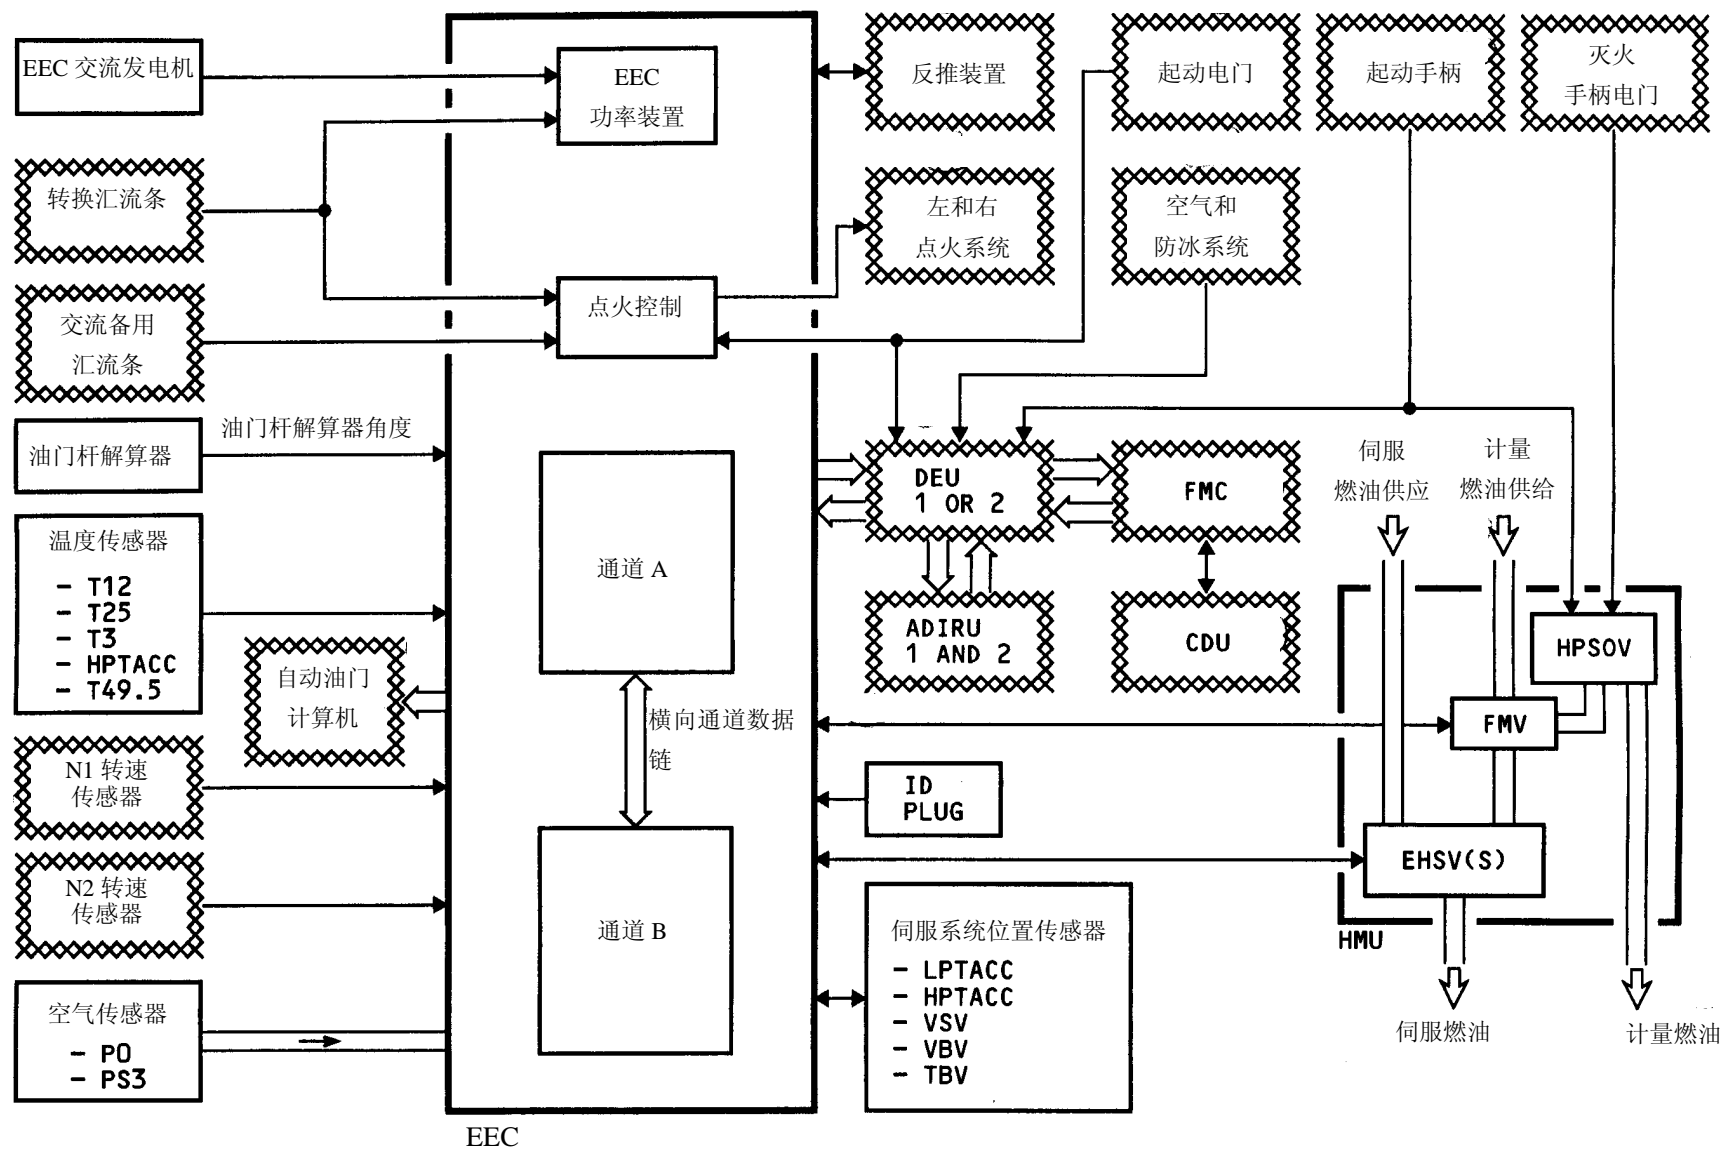 EEC 交流发电机
转换汇流条
交流备用
汇流条
油门杆解算器
油门杆解算器角度
温度传感器
- T12
- T25
- T3
- HPTACC
- T49.5
自动油门
计算机
N1 转速
传感器
N2 转速
传感器
空气传感器
- P0
- PS3
EEC
功率装置
点火控制
通道 A
横向通道数据
链
通道 B
EEC
反推装置
起动电门
起动手柄
灭火
手柄电门
左和右
点火系统
空气和
防冰系统
DEU
1 OR 2
FMC
ADIRU
1 AND 2
CDU
伺服
燃油供应
计量
燃油供给
HPSOV
FMV
ID
PLUG
EHSV(S)
HMU
伺服系统位置传感器
- LPTACC
- HPTACC
- VSV
- VBV
- TBV
伺服燃油
计量燃油